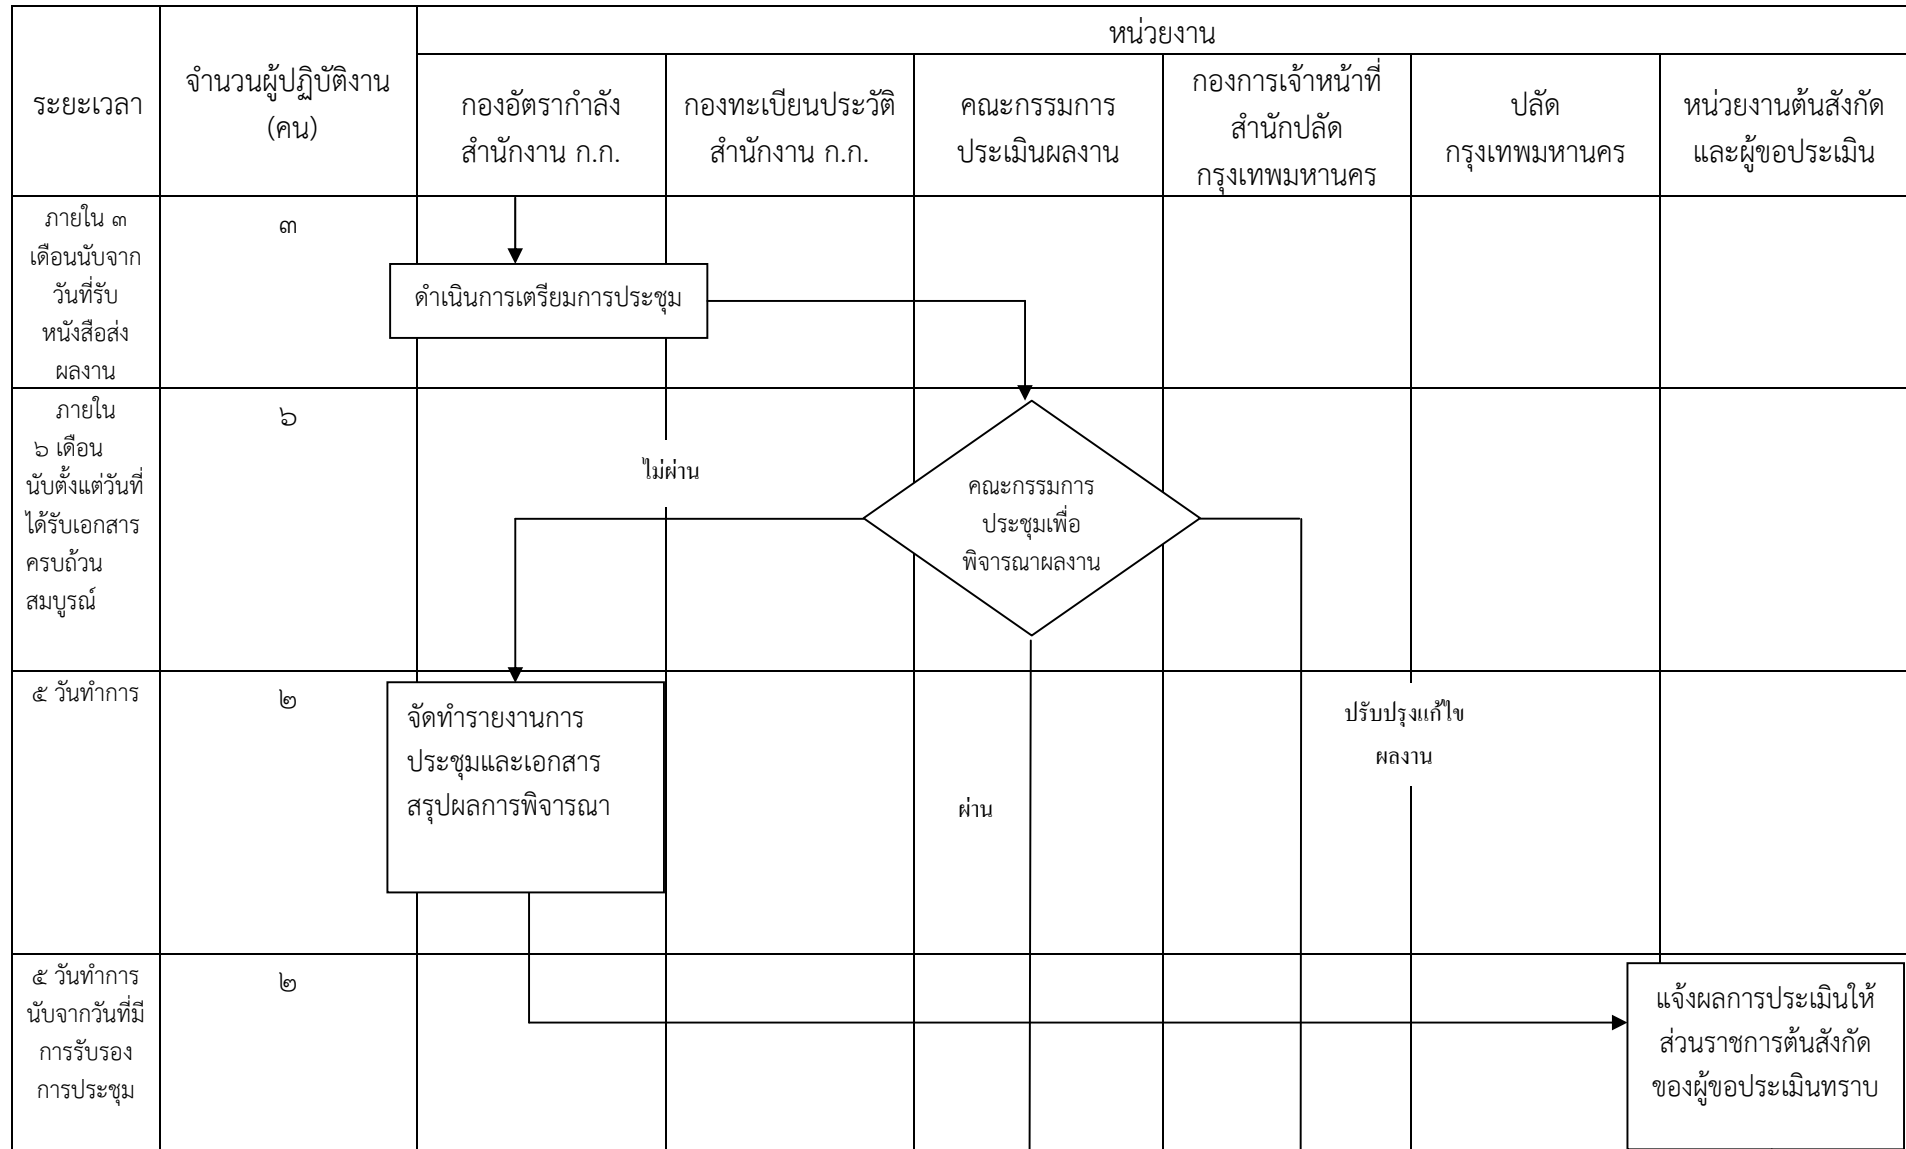 หน่วยงาน
ระยะเวลา
จำนวนผู้ปฏิบัติงาน
(คน)
กองอัตรากำลัง
สำนักงาน ก.ก.
กองทะเบียนประวัติ
สำนักงาน ก.ก.
คณะกรรมการ
ประเมินผลงาน
กองการเจ้าหน้าที่
สำนักปลัด
กรุงเทพมหานคร
ปลัด
กรุงเทพมหานคร
หน่วยงานต้นสังกัด
และผู้ขอประเมิน
ภายใน ๓
เดือนนับจาก
วันที่รับ
หนังสือส่ง
ผลงาน
๓
ดำเนินการเตรียมการประชุม
ภายใน
๖ เดือน
นับตั้งแต่วันที่
ได้รับเอกสาร
ครบถ้วน
สมบูรณ์
๖
ไม่ผ่าน
คณะกรรมการ
ประชุมเพื่อ
พิจารณาผลงาน
๕ วันทำการ
๒
จัดทำรายงานการ
ประชุมและเอกสาร
สรุปผลการพิจารณา
ผ่าน
ปรับปรุงแก้ไข
ผลงาน
๕ วันทำการ
นับจากวันที่มี
การรับรอง
การประชุม
๒
แจ้งผลการประเมินให้
ส่วนราชการต้นสังกัด
ของผู้ขอประเมินทราบ